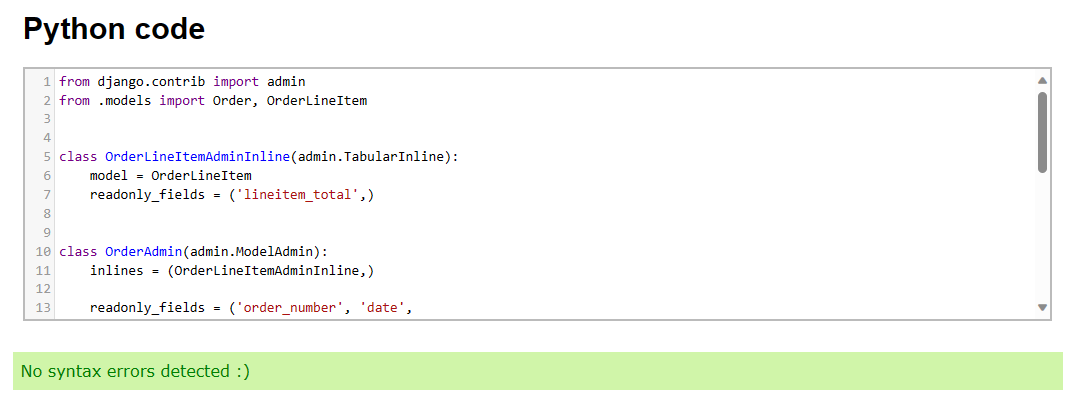 Python code
1 from django.contrib import admin
2 from .models import Order, OrderLineItem
3
4
5 class OrderLineItemAdminInline(admin.TabularInline):
6     model = OrderLineItem
7     readonly_fields = ('lineitem_total',)
8
9
10 class OrderAdmin(admin.ModelAdmin):
11     inlines = (OrderLineItemAdminInline,)
12
13     readonly_fields = ('order_number', 'date',
No syntax errors detected :)